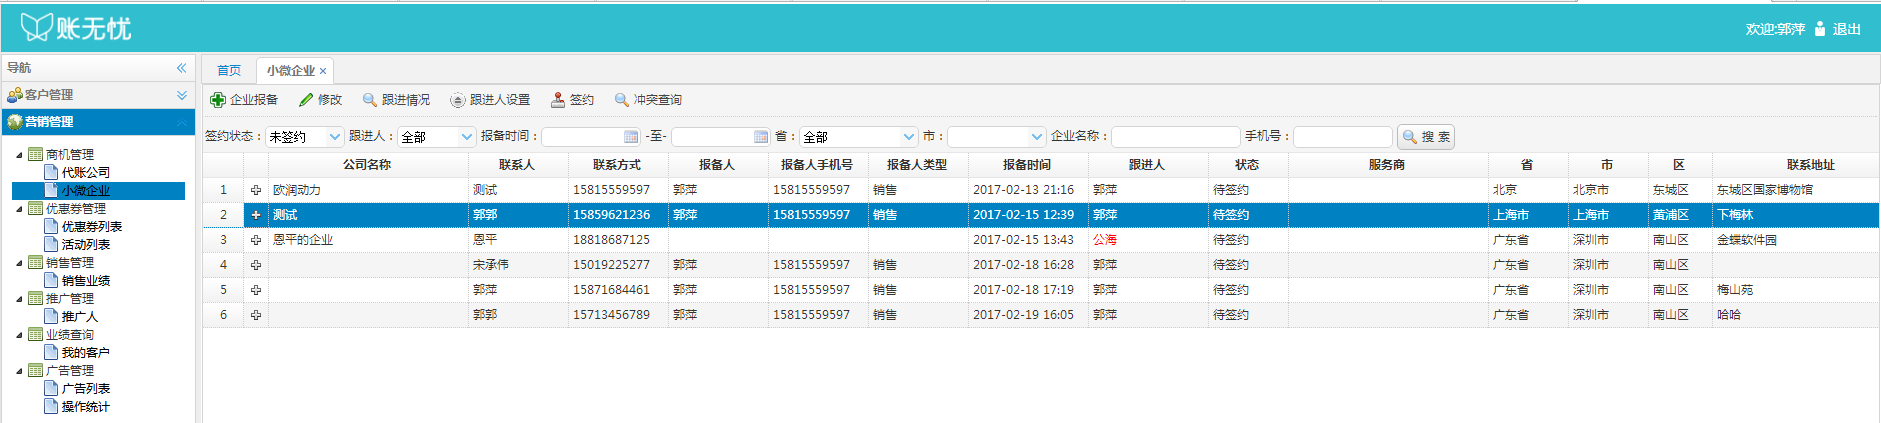 账无忧
欢迎:郭萍 退出
导航
客户管理
营销管理
商机管理
代账公司
小微企业
优惠券管理
优惠券列表
活动列表
销售管理
销售业绩
推广管理
推广人
业绩查询
我的客户
广告管理
广告列表
操作统计
首页 小微企业
企业报备 修改 跟进情况 跟进人设置 签约 冲突查询
签约状态: 未签约 跟进人: 全部 报备时间: -至- 省: 全部 市: 企业名称: 手机号: 搜 索
公司名称 联系人 联系方式 报备人 报备人手机号 报备人类型 报备时间 跟进人 状态 服务商 省 市 区 联系地址
1 欧润动力 测试 15815559597 郭萍 15815559597 销售 2017-02-13 21:16 郭萍 待签约 北京 北京市 东城区 东城区国家博物馆
2 测试 郭郭 15859621236 郭萍 15815559597 销售 2017-02-15 12:39 郭萍 待签约 上海市 上海市 黄浦区 下梅林
3 恩平的企业 恩平 18818687125 2017-02-15 13:43 公海 待签约 广东省 深圳市 南山区 金蝶软件园
4 宋承伟 15019225277 郭萍 15815559597 销售 2017-02-18 16:28 郭萍 待签约 广东省 深圳市 南山区
5 郭萍 15871684461 郭萍 15815559597 销售 2017-02-18 17:19 郭萍 待签约 广东省 深圳市 南山区 梅山苑
6 郭郭 15713456789 郭萍 15815559597 销售 2017-02-19 16:05 郭萍 待签约 广东省 深圳市 南山区 哈哈